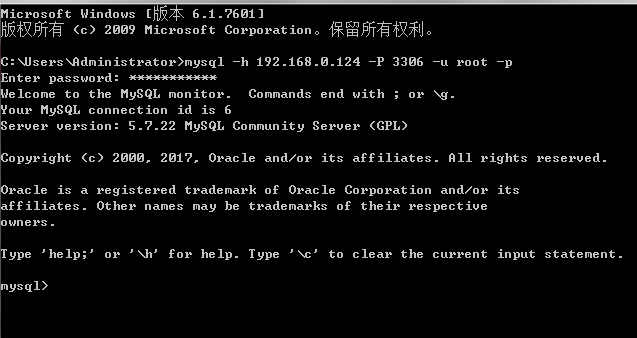 Microsoft Windows [版本 6.1.7601]
版权所有 (c) 2009 Microsoft Corporation。保留所有权利。
C:\Users\Administrator>mysql -h 192.168.0.124 -P 3306 -u root -p
Enter password: ***********
Welcome to the MySQL monitor.  Commands end with ; or \g.
Your MySQL connection id is 6
Server version: 5.7.22 MySQL Community Server (GPL)
Copyright (c) 2000, 2017, Oracle and/or its affiliates. All rights reserved.
Oracle is a registered trademark of Oracle Corporation and/or its
affiliates. Other names may be trademarks of their respective
owners.
Type 'help;' or '\h' for help. Type '\c' to clear the current input statement.
mysql>